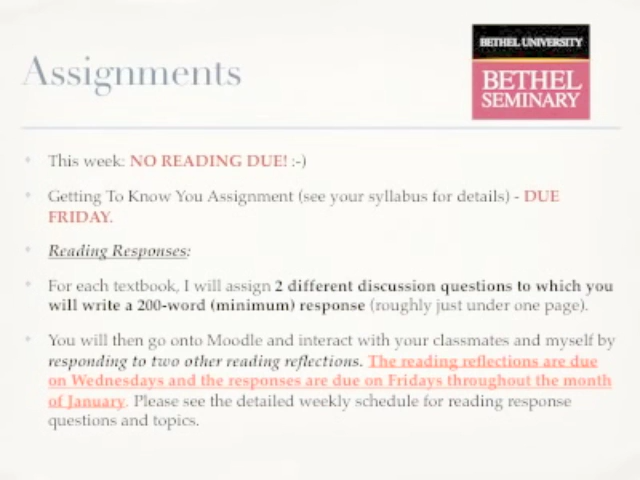 Assignments
BETHEL UNIVERSITY
BETHEL
SEMINARY
This week: NO READING DUE! :-)
Getting To Know You Assignment (see your syllabus for details) - DUE
FRIDAY.
Reading Responses:
For each textbook, I will assign 2 different discussion questions to which you
will write a 200-word (minimum) response (roughly just under one page).
You will then go onto Moodle and interact with your classmates and myself by
responding to two other reading reflections. The reading reflections are due
on Wednesdays and the responses are due on Fridays throughout the month
of January. Please see the detailed weekly schedule for reading response
questions and topics.